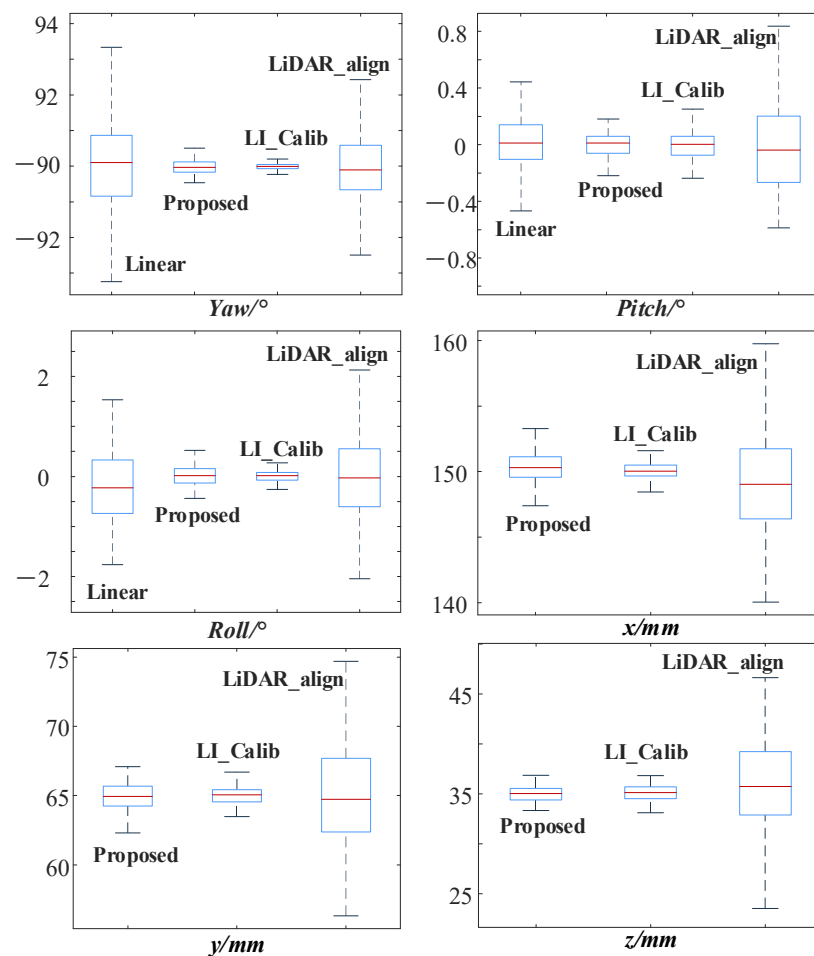 94
LiDAR_align
92
LI_Calib
−90
Proposed
−92
Linear
Yaw/°
0.8
LiDAR_align
0.4
LI_Calib
0
Proposed
−0.4
Linear
−0.8
Pitch/°
LiDAR_align
2
LI_Calib
0
Proposed
−2
Linear
Roll/°
160
LiDAR_align
LI_Calib
150
Proposed
140
x/mm
75
LiDAR_align
70
LI_Calib
65
Proposed
60
y/mm
LiDAR_align
45
LI_Calib
35
Proposed
25
z/mm